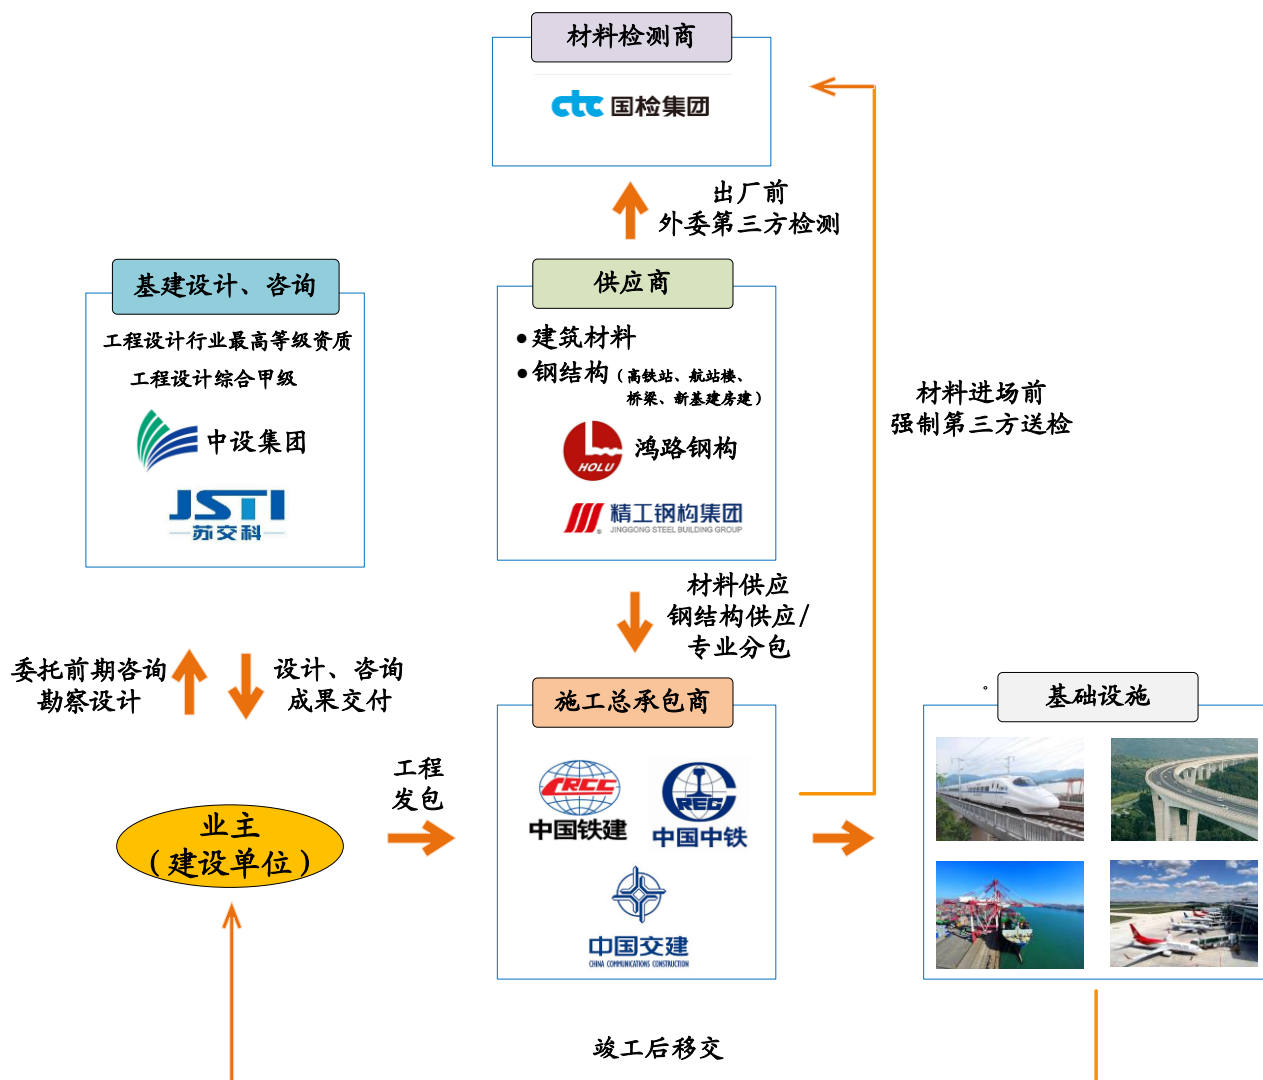 材料检测商
ctc 国检集团
出厂前
外委第三方检测
基建设计、咨询
工程设计行业最高等级资质
工程设计综合甲级
中设集团
JSTI
苏交科
供应商
•建筑材料
•钢结构（高铁站、航站楼、
桥梁、新基建房建）
HOLU
鸿路钢构
精工钢构集团
JINGGONG STEEL BUILDING GROUP
材料进场前
强制第三方送检
材料供应
钢结构供应/
专业分包
委托前期咨询
勘察设计
设计、咨询
成果交付
施工总承包商
CRCC
中国铁建
CREC
中国中铁
中国交建
CHINA COMMUNICATIONS CONSTRUCTION
基础设施
工程
发包
业主
（建设单位）
竣工后移交